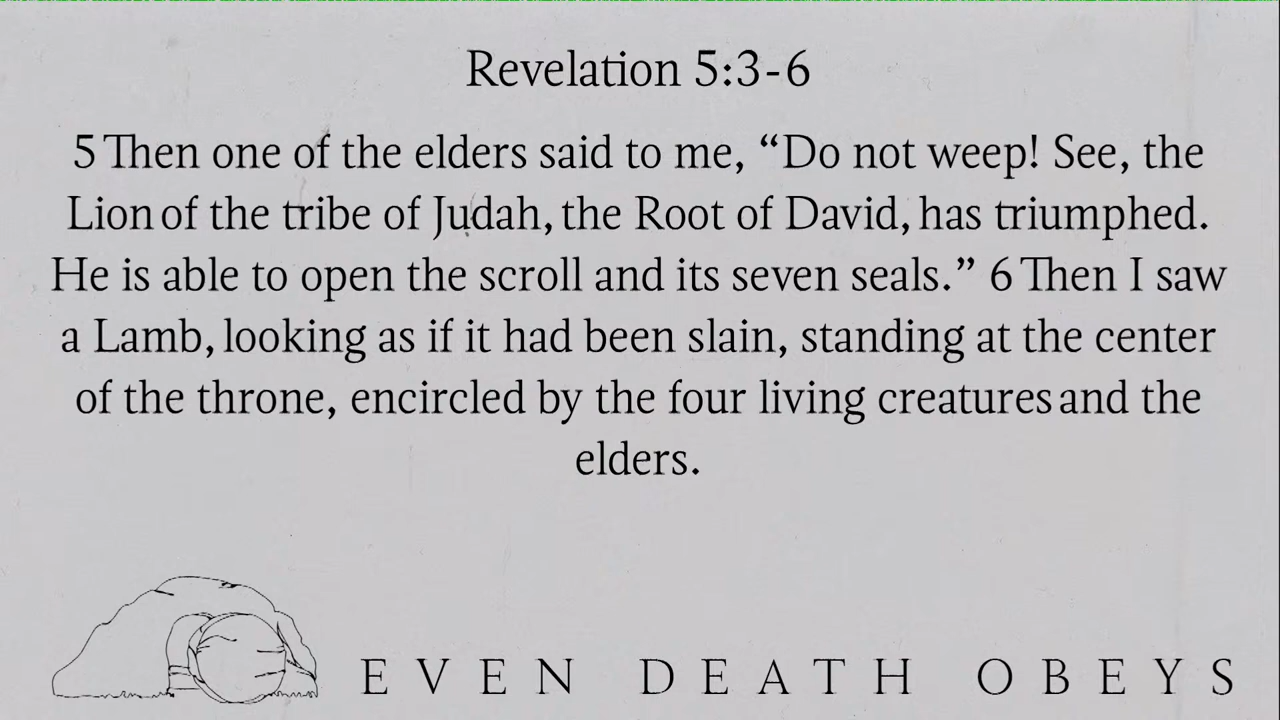 Revelation 5:3-6
5 Then one of the elders said to me, “Do not weep! See, the
Lion of the tribe of Judah, the Root of David, has triumphed.
He is able to open the scroll and its seven seals.” 6 Then I saw
a Lamb, looking as if it had been slain, standing at the center
of the throne, encircled by the four living creatures and the
elders.
EVEN DEATH OBEYS